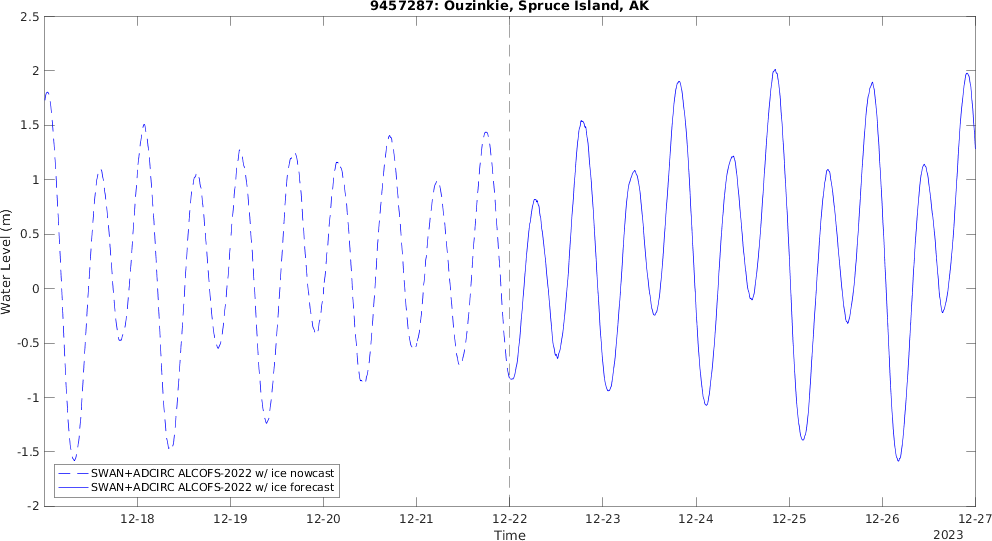 9457287: Ouzinkie, Spruce Island, AK
2.5
2
1.5
1
0.5
0
-0.5
-1
-1.5
-2
Water Level (m)
SWAN+ADCIRC ALCOFS-2022 w/ ice nowcast
SWAN+ADCIRC ALCOFS-2022 w/ ice forecast
12-18 12-19 12-20 12-21 12-22 12-23 12-24 12-25 12-26 12-27
Time
2023